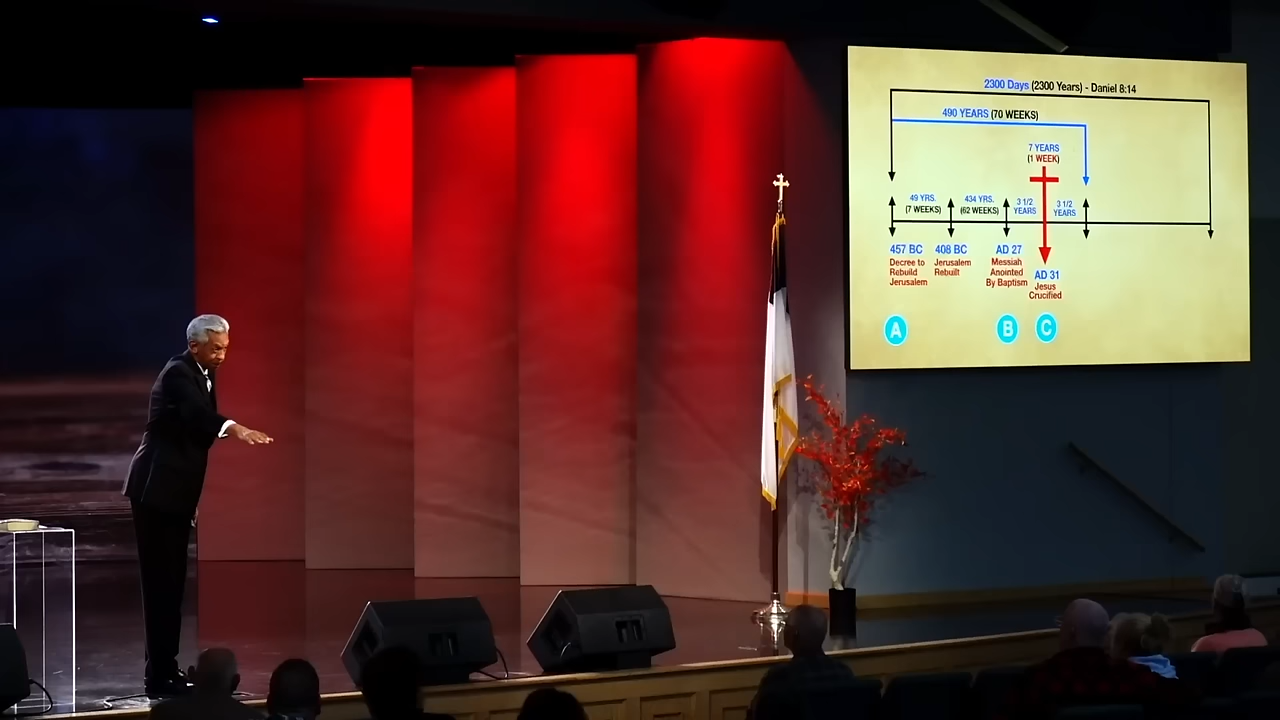 2300 Days (2300 Years) - Daniel 8:14
490 YEARS (70 WEEKS)
7 YEARS
(1 WEEK)
49 YRS.
(7 WEEKS)
434 YRS.
(62 WEEKS)
3 1/2
YEARS
3 1/2
YEARS
457 BC
Decree to
Rebuild
Jerusalem
408 BC
Jerusalem
Rebuilt
AD 27
Messiah
Anointed
By Baptism
AD 31
Jesus
Crucified
A
B
C